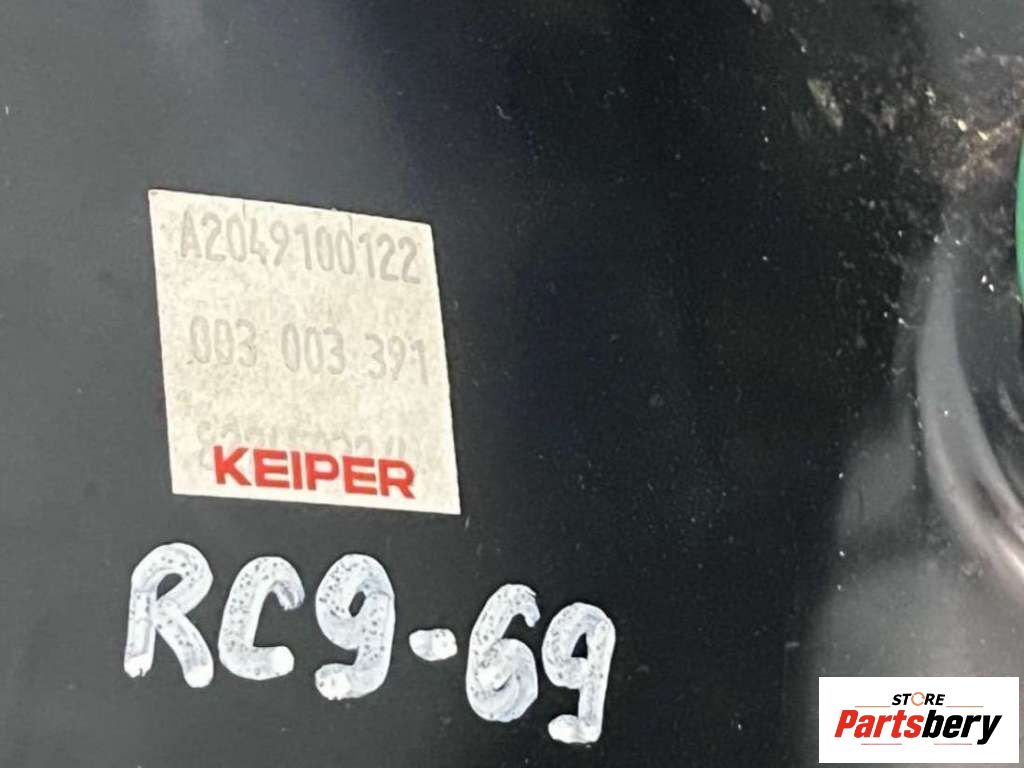 A2049100122
003 003 391
KEIPER
RC9-69
STORE
Partsbery